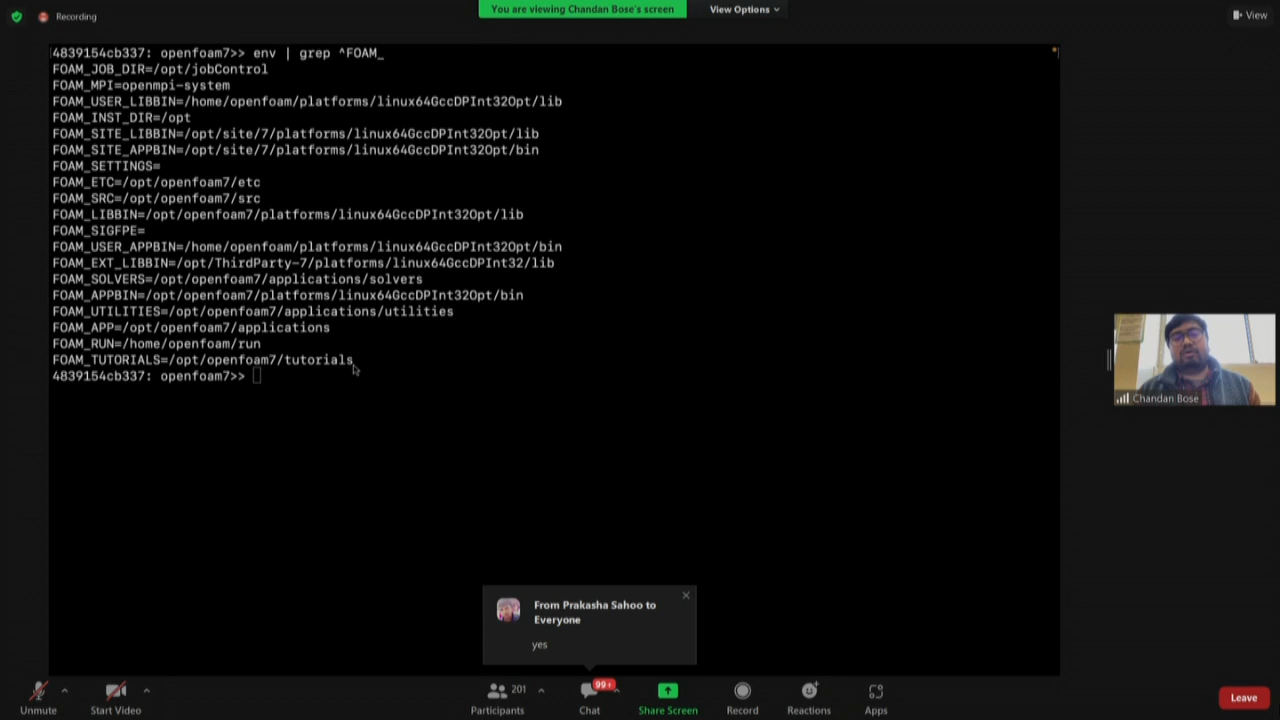 Recording
You are viewing Chandan Bose's screen
View Options
View
4839154cb337: openfoam7>> env | grep ^FOAM_
FOAM_JOB_DIR=/opt/jobControl
FOAM_MPI=openmpi-system
FOAM_USER_LIBBIN=/home/openfoam/platforms/linux64GccDPInt32Opt/lib
FOAM_INST_DIR=/opt
FOAM_SITE_LIBBIN=/opt/site/7/platforms/linux64GccDPInt32Opt/lib
FOAM_SITE_APPBIN=/opt/site/7/platforms/linux64GccDPInt32Opt/bin
FOAM_SETTINGS=
FOAM_ETC=/opt/openfoam7/etc
FOAM_SRC=/opt/openfoam7/src
FOAM_LIBBIN=/opt/openfoam7/platforms/linux64GccDPInt32Opt/lib
FOAM_SIGFPE=
FOAM_USER_APPBIN=/home/openfoam/platforms/linux64GccDPInt32Opt/bin
FOAM_EXT_LIBBIN=/opt/ThirdParty-7/platforms/linux64GccDPInt32/lib
FOAM_SOLVERS=/opt/openfoam7/applications/solvers
FOAM_APPBIN=/opt/openfoam7/platforms/linux64GccDPInt32Opt/bin
FOAM_UTILITIES=/opt/openfoam7/applications/utilities
FOAM_APP=/opt/openfoam7/applications
FOAM_RUN=/home/run
FOAM_TUTORIALS=/opt/openfoam7/tutorials
4839154cb337: openfoam7>>
Chandan Bose
From Prakasha Sahoo to
Everyone
yes
Unmute
Start Video
Participants 201
Chat 99+
Share Screen
Record
Reactions
Apps
Leave